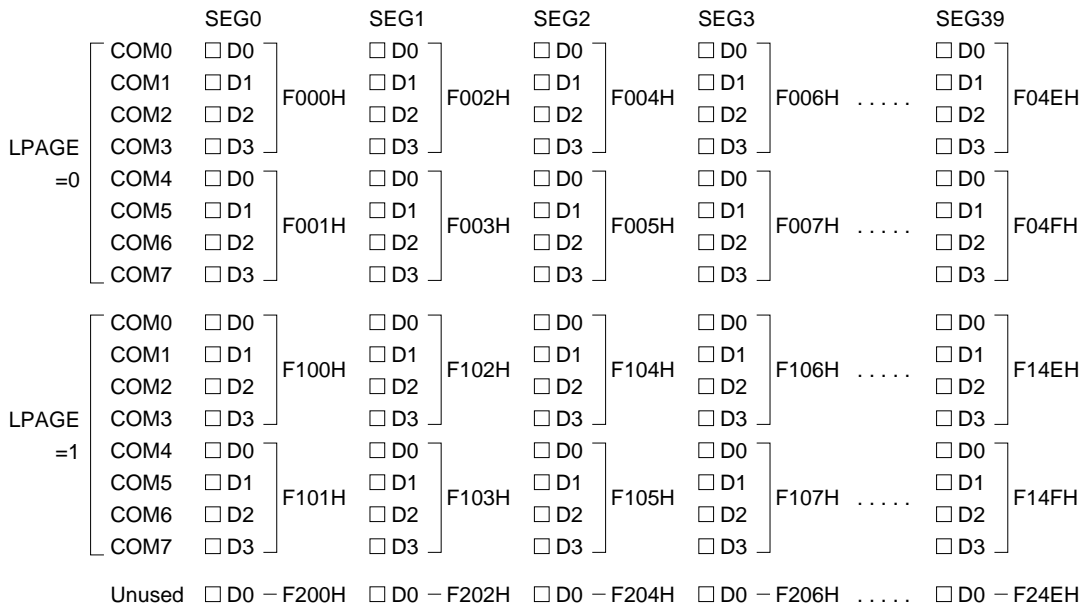 SEG0 SEG1 SEG2 SEG3 SEG39
COM0 D0 D0 D0 D0 D0
COM1 D1 D1 D1 D1 D1
F000H F002H F004H F006H ..... F04EH
COM2 D2 D2 D2 D2 D2
LPAGE COM3 D3 D3 D3 D3 D3
=0 COM4 D0 D0 D0 D0 D0
COM5 D1 D1 D1 D1 D1
F001H F003H F005H F007H ..... F04FH
COM6 D2 D2 D2 D2 D2
COM7 D3 D3 D3 D3 D3
COM0 D0 D0 D0 D0 D0
COM1 D1 D1 D1 D1 D1
F100H F102H F104H F106H ..... F14EH
COM2 D2 D2 D2 D2 D2
LPAGE COM3 D3 D3 D3 D3 D3
=1 COM4 D0 D0 D0 D0 D0
COM5 D1 D1 D1 D1 D1
F101H F103H F105H F107H ..... F14FH
COM6 D2 D2 D2 D2 D2
COM7 D3 D3 D3 D3 D3
Unused D0 – F200H D0 – F202H D0 – F204H D0 – F206H ..... D0 – F24EH